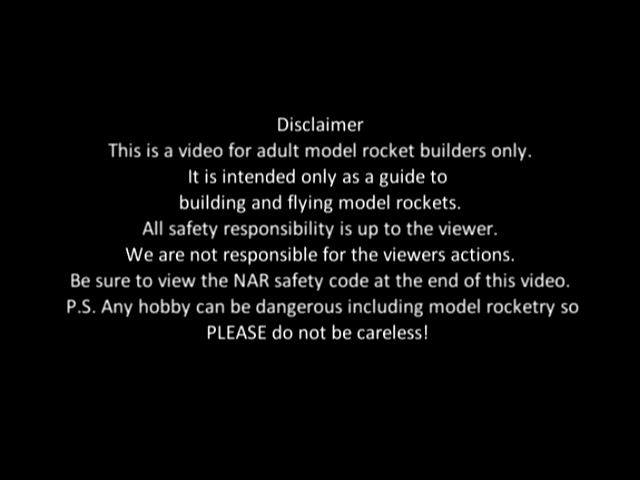 Disclaimer
This is a video for adult model rocket builders only.
It is intended only as a guide to
building and flying model rockets.
All safety responsibility is up to the viewer.
We are not responsible for the viewers actions.
Be sure to view the NAR safety code at the end of this video.
P.S. Any hobby can be dangerous including model rocketry so
PLEASE do not be careless!